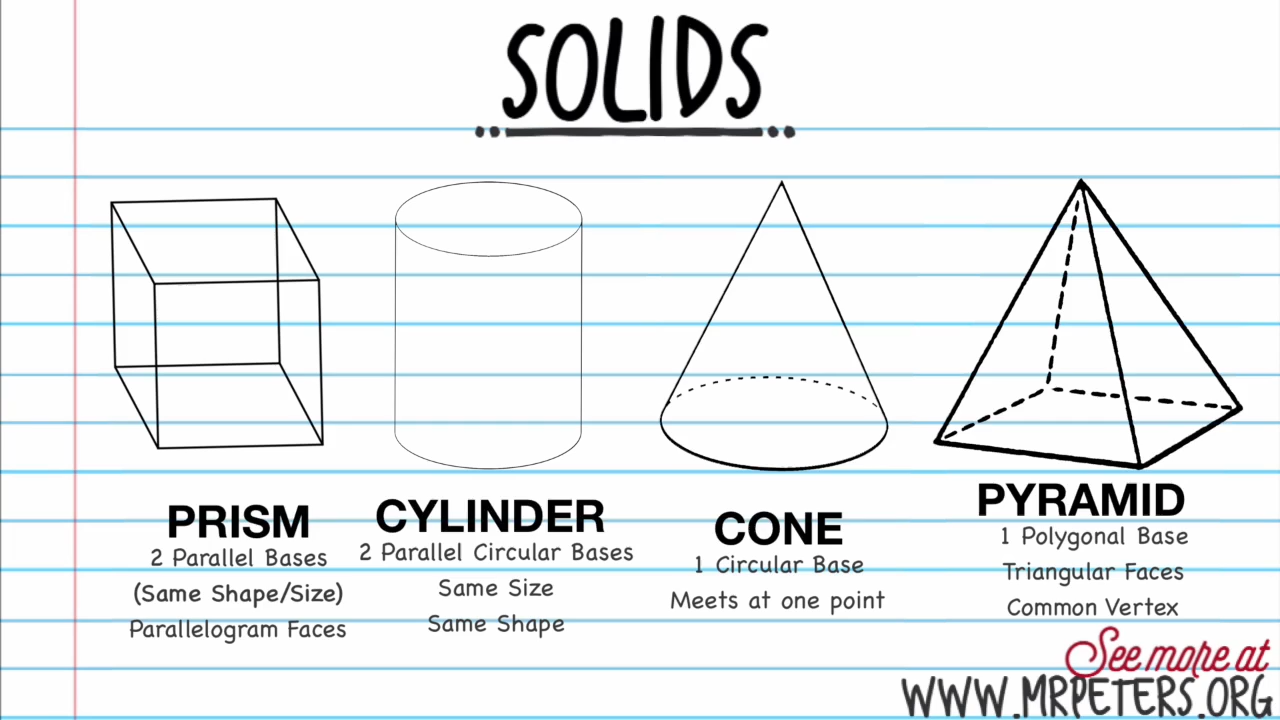 SOLIDS
PRISM
2 Parallel Bases
(Same Shape/Size)
Parallelogram Faces
CYLINDER
2 Parallel Circular Bases
Same Size
Same Shape
CONE
1 Circular Base
Meets at one point
PYRAMID
1 Polygonal Base
Triangular Faces
Common Vertex
See more at
WWW.MRPETERS.ORG